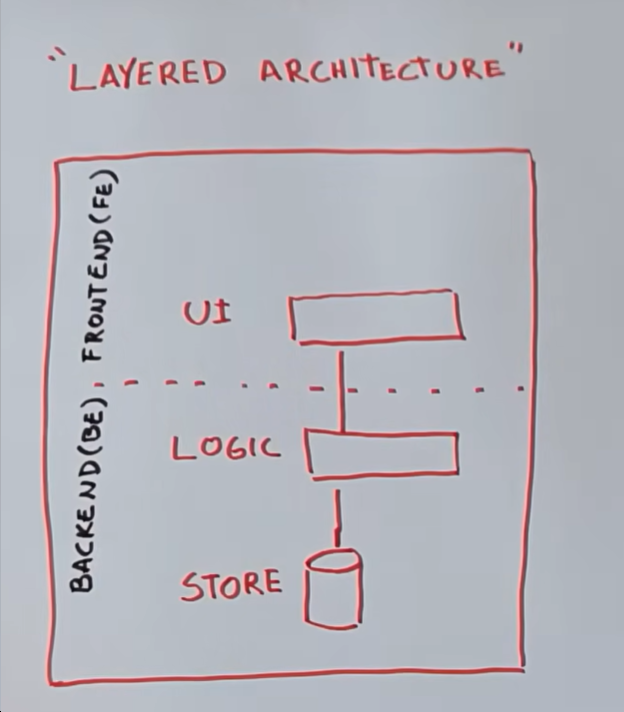 "LAYERED ARCHITECTURE"
FRONTEND(FE)
UI
BACKEND(BE)
LOGIC
STORE